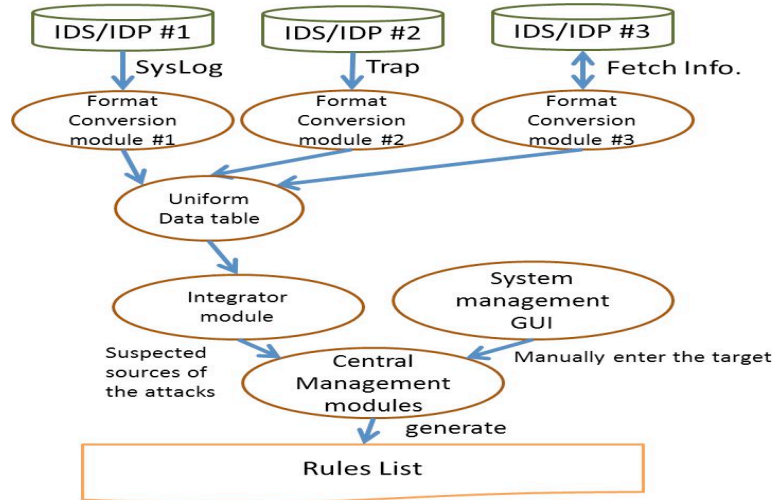 IDS/IDP #1
IDS/IDP #2
IDS/IDP #3
SysLog
Trap
Fetch Info.
Format
Conversion
module #1
Format
Conversion
module #2
Format
Conversion
module #3
Uniform
Data table
Integrator
module
System
management
GUI
Suspected
sources of
the attacks
Manually enter the target
Central
Management
modules
generate
Rules List